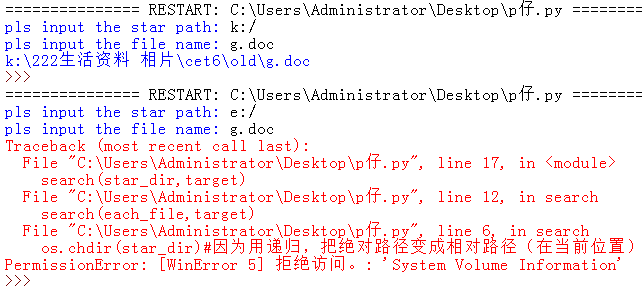 =============== RESTART: C:\Users\Administrator\Desktop\p仔.py ========
pls input the star path: k:/
pls input the file name: g.doc
k:\222生活资料 相片\cet6\old\g.doc
>>>
=============== RESTART: C:\Users\Administrator\Desktop\p仔.py ========
pls input the star path: e:/
pls input the file name: g.doc
Traceback (most recent call last):
  File "C:\Users\Administrator\Desktop\p仔.py", line 17, in <module>
    search(star_dir,target)
  File "C:\Users\Administrator\Desktop\p仔.py", line 12, in search
    search(each_file,target)
  File "C:\Users\Administrator\Desktop\p仔.py", line 6, in search
    os.chdir(star_dir)#因为用递归，把绝对路径变成相对路径（在当前位置）
PermissionError: [WinError 5] 拒绝访问。: 'System Volume Information'
>>>